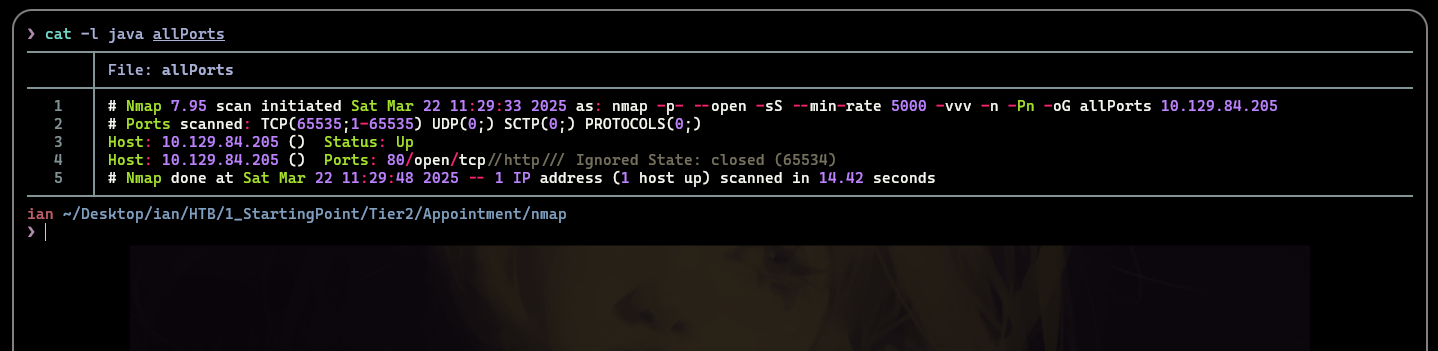 ❯ cat -l java allPorts
File: allPorts
1 # Nmap 7.95 scan initiated Sat Mar 22 11:29:33 2025 as: nmap -p- --open -sS --min-rate 5000 -vvv -n -Pn -oG allPorts 10.129.84.205
2 # Ports scanned: TCP(65535;1-65535) UDP(0;) SCTP(0;) PROTOCOLS(0;)
3 Host: 10.129.84.205 ()  Status: Up
4 Host: 10.129.84.205 ()  Ports: 80/open/tcp//http/// Ignored State: closed (65534)
5 # Nmap done at Sat Mar 22 11:29:48 2025 -- 1 IP address (1 host up) scanned in 14.42 seconds
ian ~/Desktop/ian/HTB/1_StartingPoint/Tier2/Appointment/nmap
❯